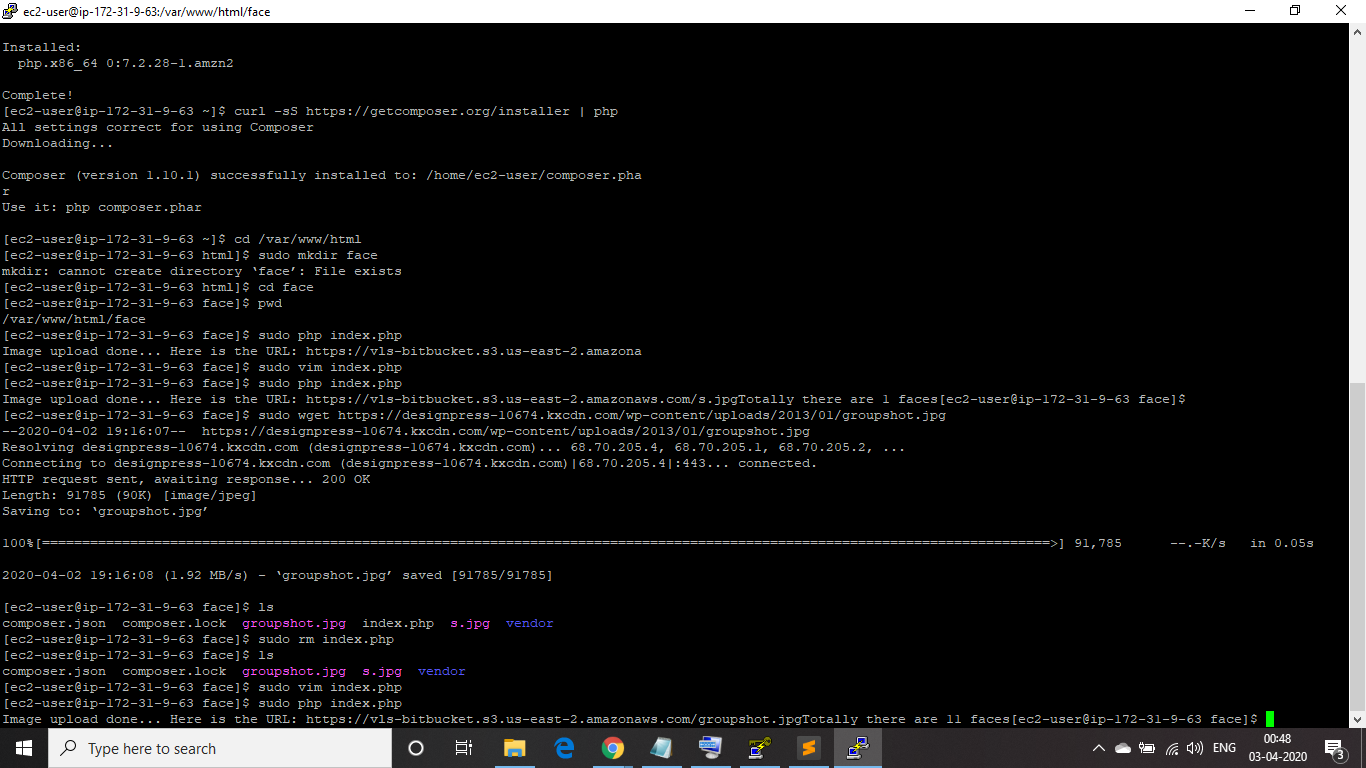 ec2-user@ip-172-31-9-63:/var/www/html/face
Installed:
  php.x86_64 0:7.2.28-1.amzn2
Complete!
[ec2-user@ip-172-31-9-63 ~]$ curl -sS https://getcomposer.org/installer | php
All settings correct for using Composer
Downloading...
Composer (version 1.10.1) successfully installed to: /home/ec2-user/composer.pha
r
Use it: php composer.phar
[ec2-user@ip-172-31-9-63 ~]$ cd /var/www/html
[ec2-user@ip-172-31-9-63 html]$ sudo mkdir face
mkdir: cannot create directory ‘face’: File exists
[ec2-user@ip-172-31-9-63 html]$ cd face
[ec2-user@ip-172-31-9-63 face]$ pwd
/var/www/html/face
[ec2-user@ip-172-31-9-63 face]$ sudo php index.php
Image upload done... Here is the URL: https://vls-bitbucket.s3.us-east-2.amazona
[ec2-user@ip-172-31-9-63 face]$ sudo vim index.php
[ec2-user@ip-172-31-9-63 face]$ sudo php index.php
Image upload done... Here is the URL: https://vls-bitbucket.s3.us-east-2.amazonaws.com/s.jpgTotally there are 1 faces[ec2-user@ip-172-31-9-63 face]$
[ec2-user@ip-172-31-9-63 face]$ sudo wget https://designpress-10674.kxcdn.com/wp-content/uploads/2013/01/groupshot.jpg
--2020-04-02 19:16:07--  https://designpress-10674.kxcdn.com/wp-content/uploads/2013/01/groupshot.jpg
Resolving designpress-10674.kxcdn.com (designpress-10674.kxcdn.com)... 68.70.205.4, 68.70.205.1, 68.70.205.2, ...
Connecting to designpress-10674.kxcdn.com (designpress-10674.kxcdn.com)|68.70.205.4|:443... connected.
HTTP request sent, awaiting response... 200 OK
Length: 91785 (90K) [image/jpeg]
Saving to: ‘groupshot.jpg’
100%[==============================================================================================================================>] 91,785      --.-K/s   in 0.05s
2020-04-02 19:16:08 (1.92 MB/s) - ‘groupshot.jpg’ saved [91785/91785]
[ec2-user@ip-172-31-9-63 face]$ ls
composer.json  composer.lock  groupshot.jpg  index.php  s.jpg  vendor
[ec2-user@ip-172-31-9-63 face]$ sudo rm index.php
[ec2-user@ip-172-31-9-63 face]$ ls
composer.json  composer.lock  groupshot.jpg  s.jpg  vendor
[ec2-user@ip-172-31-9-63 face]$ sudo vim index.php
[ec2-user@ip-172-31-9-63 face]$ sudo php index.php
Image upload done... Here is the URL: https://vls-bitbucket.s3.us-east-2.amazonaws.com/groupshot.jpgTotally there are 11 faces[ec2-user@ip-172-31-9-63 face]$
Type here to search
ENG
00:48
03-04-2020
3